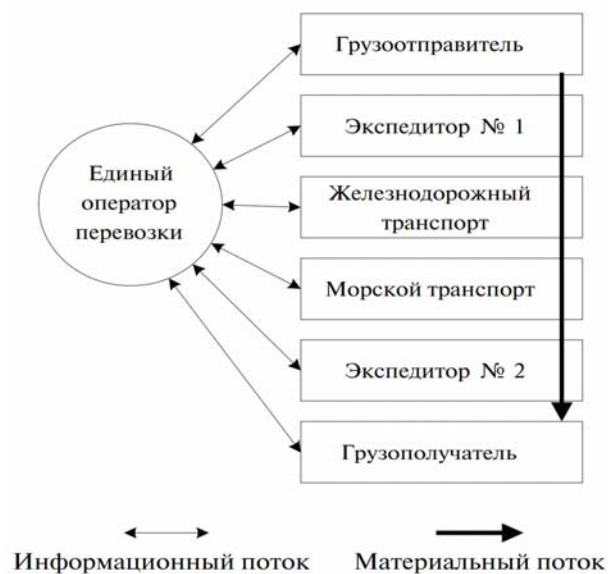 Грузоотправитель
Экспедитор № 1
Единый
оператор
перевозки
Железнодорожный
транспорт
Морской транспорт
Экспедитор № 2
Грузополучатель
Информационный поток
Материальный поток